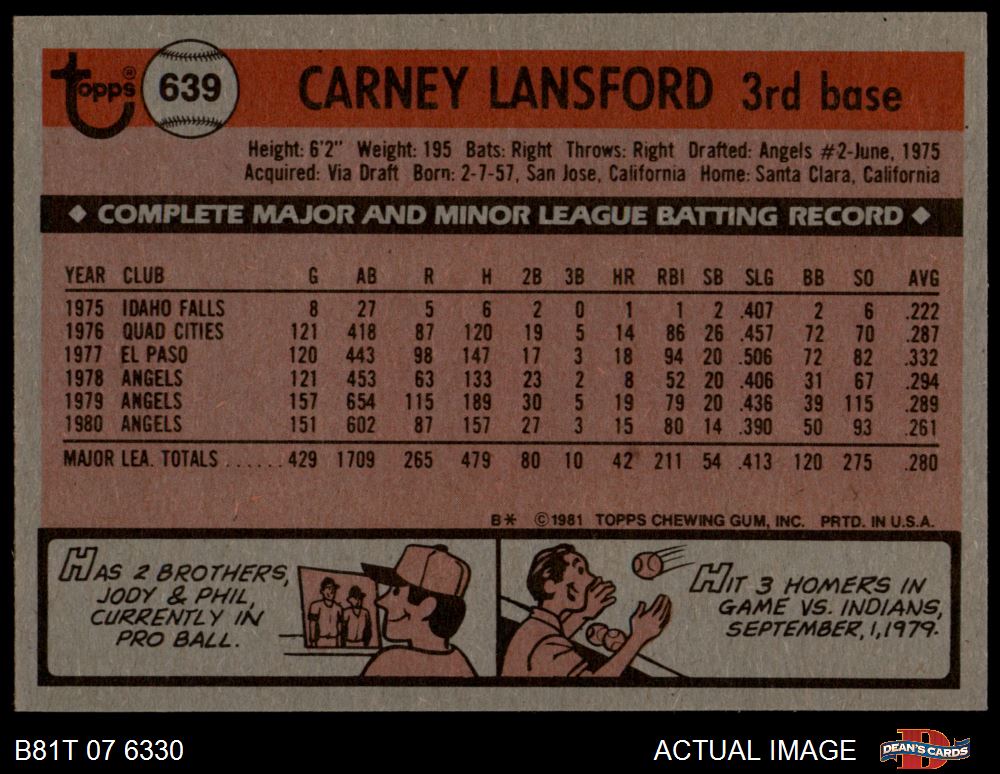 topps® 639 CARNEY LANSFORD 3rd base
Height: 6'2" Weight: 195 Bats: Right Throws: Right Drafted: Angels #2-June, 1975
Acquired: Via Draft Born: 2-7-57, San Jose, California Home: Santa Clara, California
◆ COMPLETE MAJOR AND MINOR LEAGUE BATTING RECORD ◆
YEAR CLUB G AB R H 2B 3B HR RBI SB SLG BB SO AVG
1975 IDAHO FALLS 8 27 5 6 2 0 1 1 2 .407 2 6 .222
1976 QUAD CITIES 121 418 87 120 19 5 14 86 26 .457 72 70 .287
1977 EL PASO 120 443 98 147 17 3 18 94 20 .506 72 82 .332
1978 ANGELS 121 453 63 133 23 2 8 52 20 .406 31 67 .294
1979 ANGELS 157 654 115 189 30 5 19 79 20 .436 39 115 .289
1980 ANGELS 151 602 87 157 27 3 15 80 14 .390 50 93 .261
MAJOR LEA. TOTALS ...... 429 1709 265 479 80 10 42 211 54 .413 120 275 .280
B* ©1981 TOPPS CHEWING GUM, INC. PRTD. IN U.S.A.
HAS 2 BROTHERS,
JODY & PHIL,
CURRENTLY IN
PRO BALL.
HIT 3 HOMERS IN
GAME VS. INDIANS,
SEPTEMBER, 1, 1979.
B81T 07 6330 ACTUAL IMAGE DEAN'S CARDS